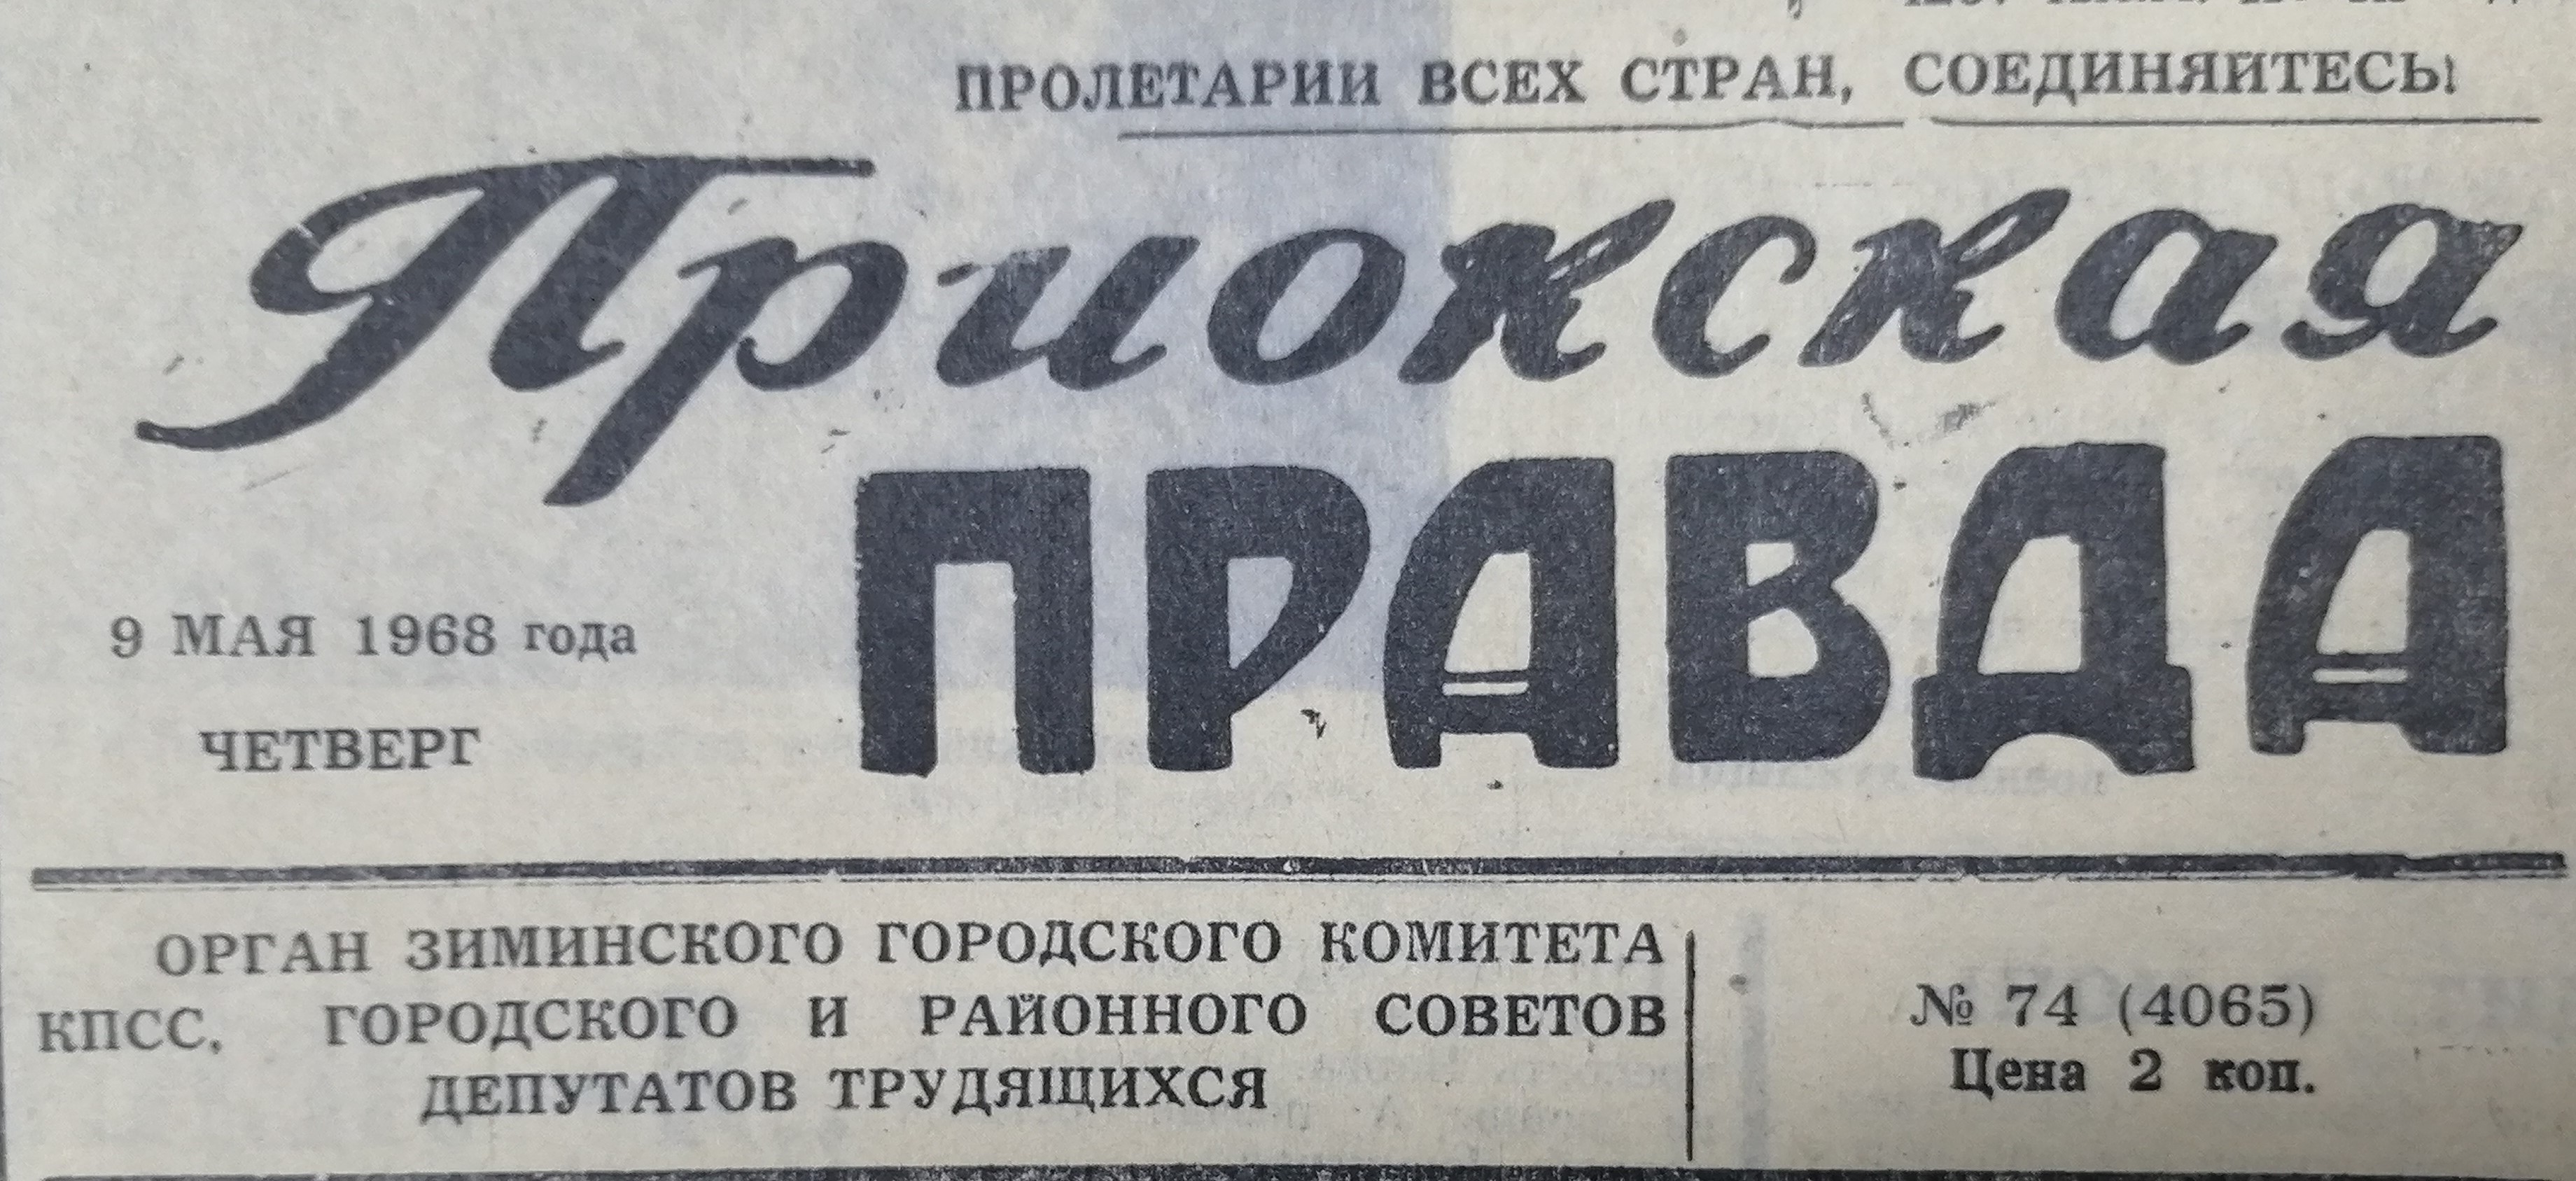 ПРОЛЕТАРИИ ВСЕХ СТРАН, СОЕДИНЯЙТЕСЬ!
Приокская
ПРАВДА
9 МАЯ 1968 года
ЧЕТВЕРГ
ОРГАН ЗИМИНСКОГО ГОРОДСКОГО КОМИТЕТА
КПСС, ГОРОДСКОГО И РАЙОННОГО СОВЕТОВ
ДЕПУТАТОВ ТРУДЯЩИХСЯ
№ 74 (4065)
Цена 2 коп.